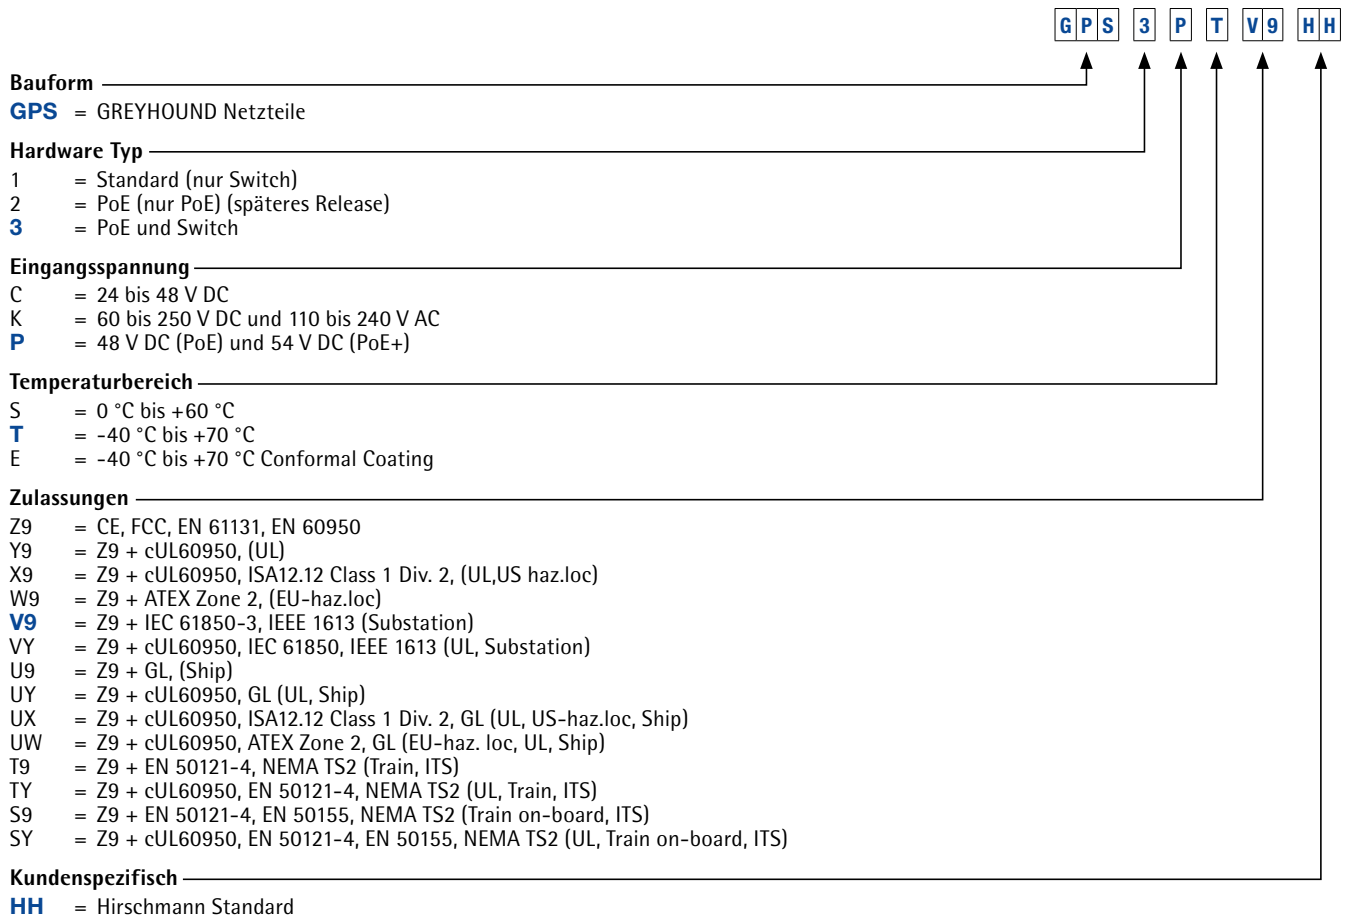 GPS 3 P T V9 HH
Bauform
GPS = GREYHOUND Netzteile
Hardware Typ
1 = Standard (nur Switch)
2 = PoE (nur PoE) (späteres Release)
3 = PoE und Switch
Eingangsspannung
C = 24 bis 48 V DC
K = 60 bis 250 V DC und 110 bis 240 V AC
P = 48 V DC (PoE) und 54 V DC (PoE+)
Temperaturbereich
S = 0 °C bis +60 °C
T = -40 °C bis +70 °C
E = -40 °C bis +70 °C Conformal Coating
Zulassungen
Z9 = CE, FCC, EN 61131, EN 60950
Y9 = Z9 + cUL60950, (UL)
X9 = Z9 + cUL60950, ISA12.12 Class 1 Div. 2, (UL,US haz.loc)
W9 = Z9 + ATEX Zone 2, (EU-haz.loc)
V9 = Z9 + IEC 61850-3, IEEE 1613 (Substation)
VY = Z9 + cUL60950, IEC 61850, IEEE 1613 (UL, Substation)
U9 = Z9 + GL, (Ship)
UY = Z9 + cUL60950, GL (UL, Ship)
UX = Z9 + cUL60950, ISA12.12 Class 1 Div. 2, GL (UL, US-haz.loc, Ship)
UW = Z9 + cUL60950, ATEX Zone 2, GL (EU-haz. loc, UL, Ship)
T9 = Z9 + EN 50121-4, NEMA TS2 (Train, ITS)
TY = Z9 + cUL60950, EN 50121-4, NEMA TS2 (UL, Train, ITS)
S9 = Z9 + EN 50121-4, EN 50155, NEMA TS2 (Train on-board, ITS)
SY = Z9 + cUL60950, EN 50121-4, EN 50155, NEMA TS2 (UL, Train on-board, ITS)
Kundenspezifisch
HH = Hirschmann Standard